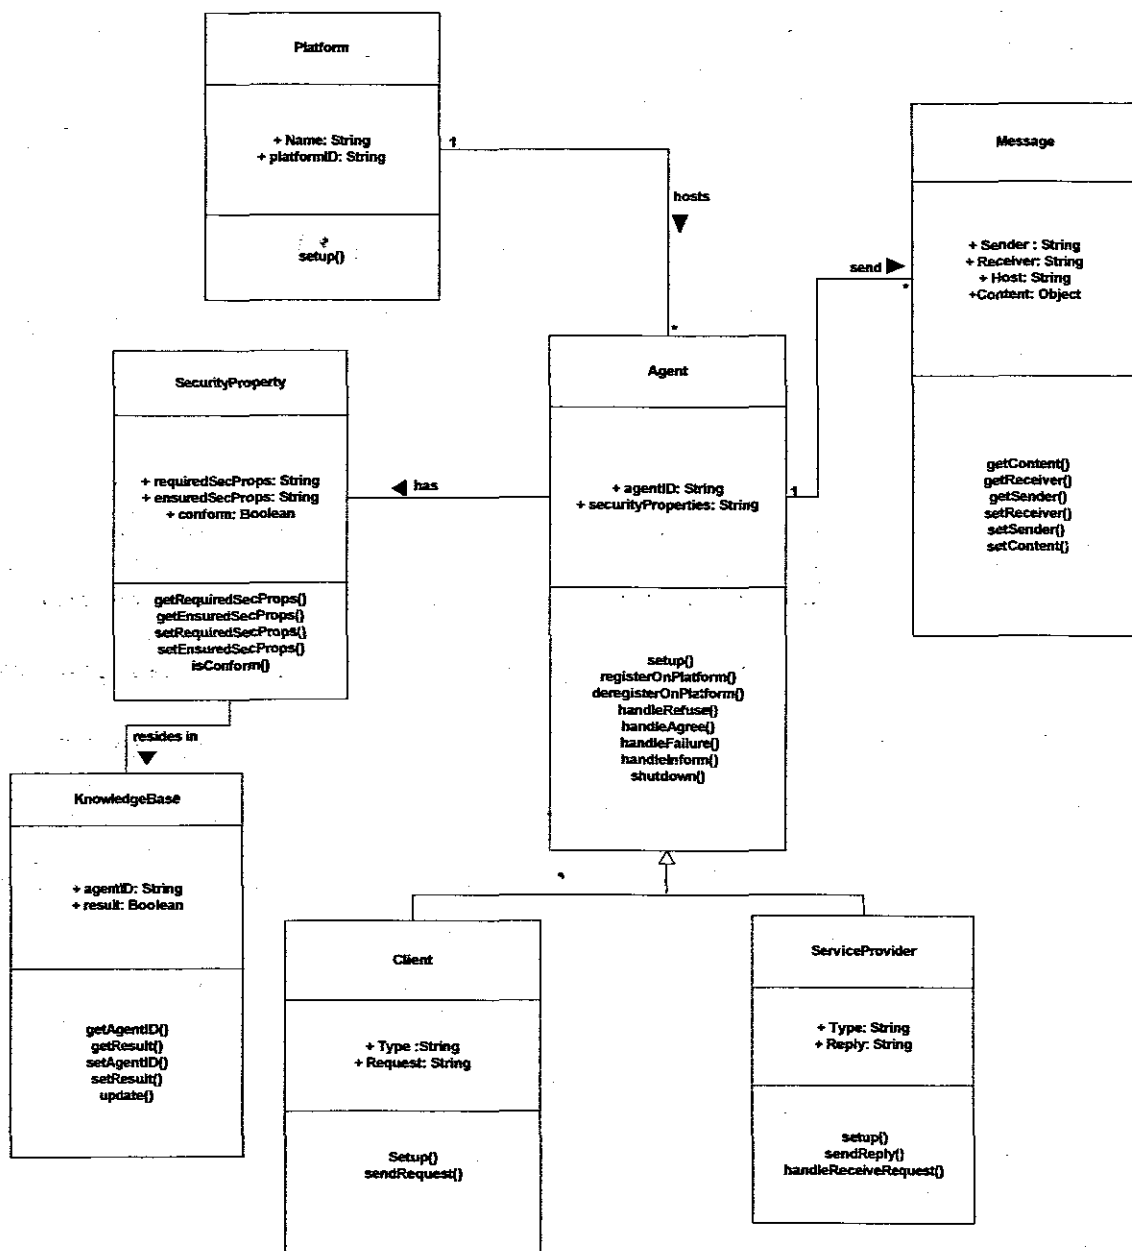 Platform
+ Name: String
+ platformID: String
setup()
1
hosts
*
Message
+ Sender : String
+ Receiver: String
+ Host: String
+Content: Object
getContent()
getReceiver()
getSender()
setReceiver()
setSender()
setContent()
send
*
1
Agent
+ agentID: String
+ securityProperties: String
setup()
registerOnPlatform()
deregisterOnPlatform()
handleRefuse()
handleAgree()
handleFailure()
handleInform()
shutdown()
has
SecurityProperty
+ requiredSecProps: String
+ ensuredSecProps: String
+ conform: Boolean
getRequiredSecProps()
getEnsuredSecProps()
setRequiredSecProps()
setEnsuredSecProps()
isConform()
resides in
KnowledgeBase
+ agentID: String
+ result: Boolean
getAgentID()
getResult()
setAgentID()
setResult()
update()
Client
+ Type :String
+ Request: String
Setup()
sendRequest()
ServiceProvider
+ Type: String
+ Reply: String
setup()
sendReply()
handleReceiveRequest()